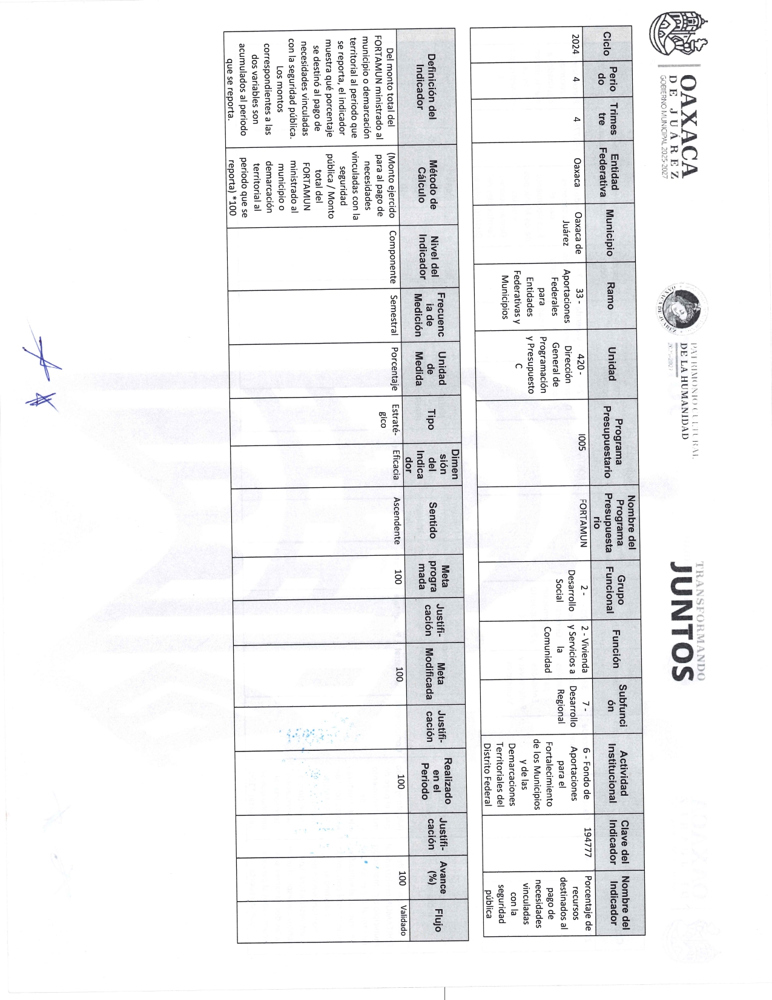 OAXACA
DE JUÁREZ
GOBIERNO MUNICIPAL 2025-2027
PATRIMONIO CULTURAL
DE LA HUMANIDAD
TRANSFORMANDO
JUNTOS
Ciclo
Perio
do
Trimes
tre
Entidad
Federativa
Municipio
Ramo
Unidad
Programa
Presupuestario
Nombre del
Programa
Presupuesta
rio
Grupo
Funcional
Función
Subfunci
ón
Actividad
Institucional
Clave del
Indicador
Nombre del
Indicador
2024
4
4
Oaxaca
Oaxaca de
Juárez
33 -
Aportaciones
Federales
para
Entidades
Federativas y
Municipios
420 -
Dirección
General de
Programación
y Presupuesto
C
I005
FORTAMUN
2 -
Desarrollo
Social
2 - Vivienda
y Servicios a
la
Comunidad
7 -
Desarrollo
Regional
6 - Fondo de
Aportaciones
para el
Fortalecimiento
de los Municipios
y de las
Demarcaciones
Territoriales del
Distrito Federal
194777
Porcentaje de
recursos
destinados al
pago de
necesidades
vinculadas
con la
seguridad
pública
Definición del
Indicador
Método de
Cálculo
Nivel del
Indicador
Frecuenc
ia de
Medición
Unidad
de
Medida
Tipo
Dimen
sión
del
Indica
dor
Sentido
Meta
progra
mada
Justifi-
cación
Meta
Modificada
Justifi-
cación
Realizado
en el
Periodo
Justifi-
cación
Avance
(%)
Flujo
Del monto total del
FORTAMUN ministrado al
municipio o demarcación
territorial al periodo que
se reporta, el indicador
muestra qué porcentaje
se destinó al pago de
necesidades vinculadas
con la seguridad pública.
Los montos
correspondientes a las
dos variables son
acumulados al periodo
que se reporta.
(Monto ejercido
para al pago de
necesidades
vinculadas con la
seguridad
pública / Monto
total del
FORTAMUN
ministrado al
municipio o
demarcación
territorial al
periodo que se
reporta) *100
Componente
Semestral
Porcentaje
Estraté-
gico
Eficacia
Ascendente
100
100
100
100
Validado